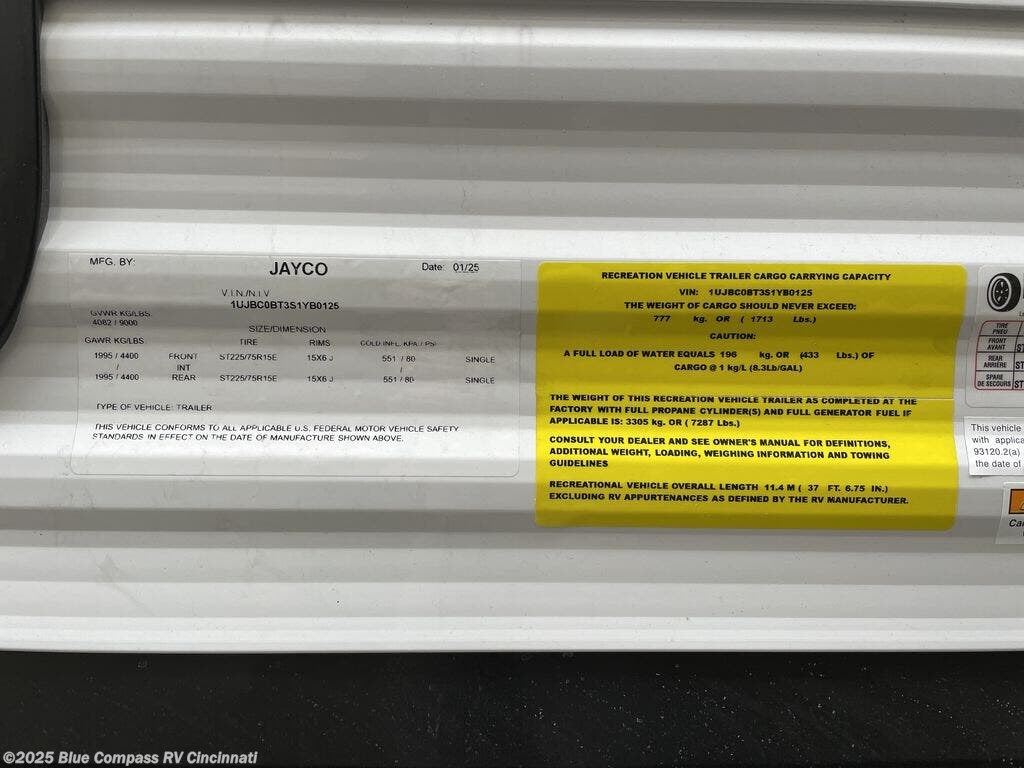 MFG. BY:
JAYCO
Date: 01/25
V.I.N./N.I.V
1UJBC0BT3S1YB0125
GVWR KG/LBS.
4082 / 9000
SIZE/DIMENSION
GAWR KG/LBS
TIRE
RIMS
COLD INFL. KPA / PSI
1995 / 4400
FRONT
ST225/75R15E
15X6 J
551 / 80
SINGLE
/
INT
/
1995 / 4400
REAR
ST225/75R15E
15X6 J
551 / 80
SINGLE
TYPE OF VEHICLE: TRAILER
THIS VEHICLE CONFORMS TO ALL APPLICABLE U.S. FEDERAL MOTOR VEHICLE SAFETY
STANDARDS IN EFFECT ON THE DATE OF MANUFACTURE SHOWN ABOVE.
RECREATION VEHICLE TRAILER CARGO CARRYING CAPACITY
VIN: 1UJBC0BT3S1YB0125
THE WEIGHT OF CARGO SHOULD NEVER EXCEED:
777 kg. OR ( 1713 Lbs.)
CAUTION:
A FULL LOAD OF WATER EQUALS 196 kg. OR (433 Lbs.) OF
CARGO @ 1 kg/L (8.3Lb/GAL)
THE WEIGHT OF THIS RECREATION VEHICLE TRAILER AS COMPLETED AT THE
FACTORY WITH FULL PROPANE CYLINDER(S) AND FULL GENERATOR FUEL IF
APPLICABLE IS: 3305 kg. OR ( 7287 Lbs.)
CONSULT YOUR DEALER AND SEE OWNER'S MANUAL FOR DEFINITIONS,
ADDITIONAL WEIGHT, LOADING, WEIGHING INFORMATION AND TOWING
GUIDELINES
RECREATIONAL VEHICLE OVERALL LENGTH 11.4 M ( 37 FT. 6.75 IN.)
EXCLUDING RV APPURTENANCES AS DEFINED BY THE RV MANUFACTURER.
TIRE
PNEU
FRONT
AVANT
ST
REAR
ARRIÈRE
ST
SPARE
DE SECOURS
ST
This vehicle
with applica
93120.2(a)
the date of
Ca
©2025 Blue Compass RV Cincinnati